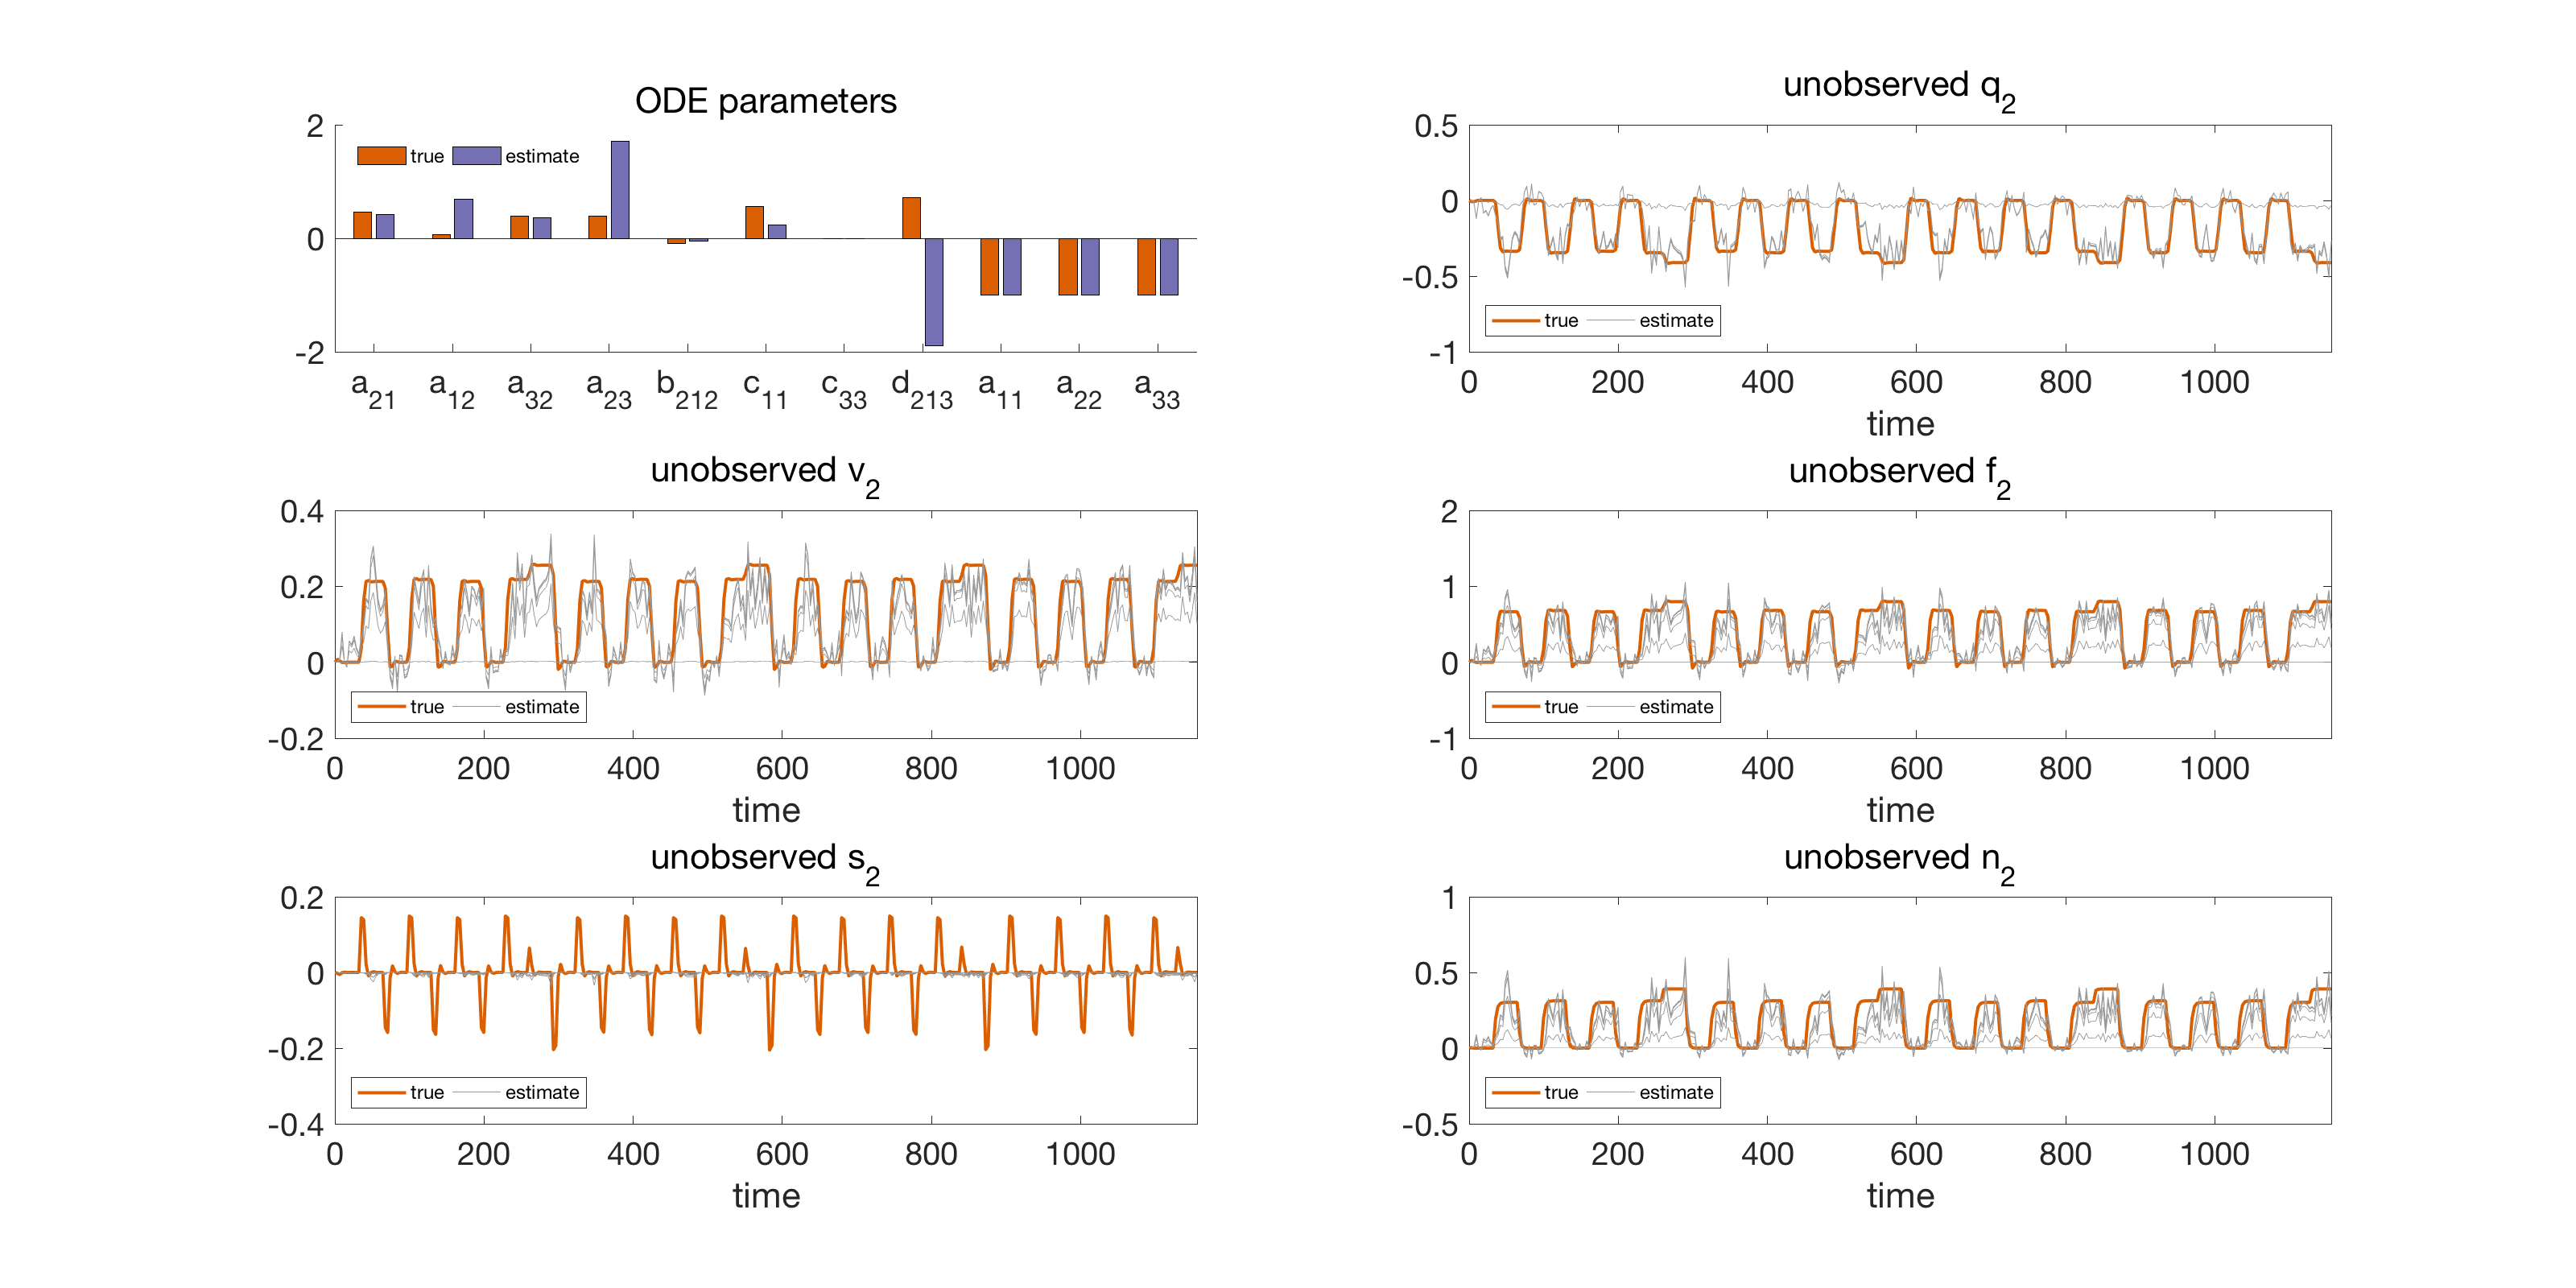 ODE parameters
2
0
-2
true estimate
a21 a12 a32 a23 b212 c11 c33 d213 a11 a22 a33
unobserved q2
0.5
0
-0.5
-1
true estimate
0 200 400 600 800 1000
time
unobserved v2
0.4
0.2
0
-0.2
true estimate
0 200 400 600 800 1000
time
unobserved f2
2
1
0
-1
true estimate
0 200 400 600 800 1000
time
unobserved s2
0.2
0
-0.2
-0.4
true estimate
0 200 400 600 800 1000
time
unobserved n2
1
0.5
0
-0.5
true estimate
0 200 400 600 800 1000
time